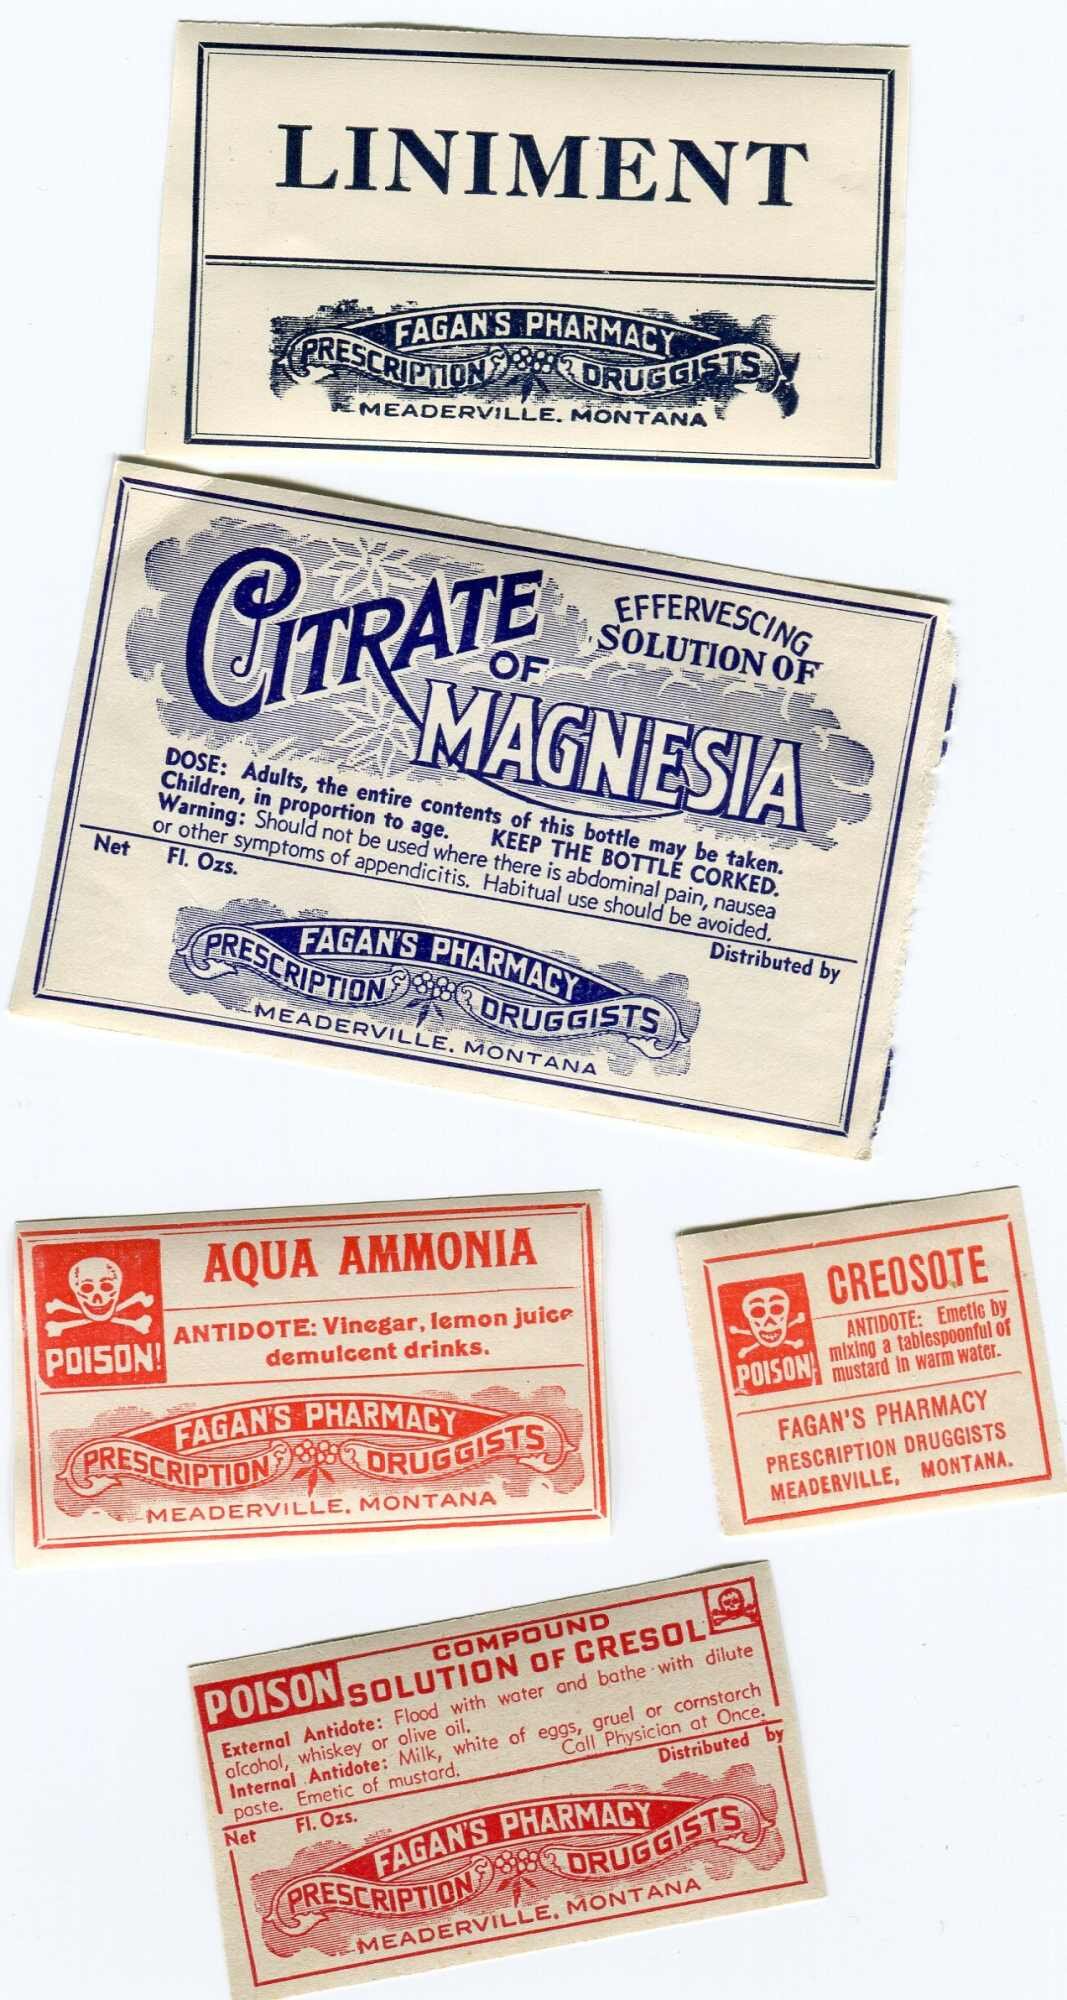 LINIMENT
FAGAN'S PHARMACY
PRESCRIPTION DRUGGISTS
MEADERVILLE, MONTANA
CITRATE OF MAGNESIA
EFFERVESCING
SOLUTION OF
DOSE: Adults, the entire contents of this bottle may be taken.
Children, in proportion to age. KEEP THE BOTTLE CORKED.
Warning: Should not be used where there is abdominal pain, nausea
or other symptoms of appendicitis. Habitual use should be avoided.
Net Fl. Ozs. Distributed by
FAGAN'S PHARMACY
PRESCRIPTION DRUGGISTS
MEADERVILLE, MONTANA
POISON!
AQUA AMMONIA
ANTIDOTE: Vinegar, lemon juice
demulcent drinks.
FAGAN'S PHARMACY
PRESCRIPTION DRUGGISTS
MEADERVILLE, MONTANA
POISON!
CREOSOTE
ANTIDOTE: Emetic by
mixing a tablespoonful of
mustard in warm water.
FAGAN'S PHARMACY
PRESCRIPTION DRUGGISTS
MEADERVILLE, MONTANA.
POISON
COMPOUND
SOLUTION OF CRESOL
External Antidote: Flood with water and bathe with dilute
alcohol, whiskey or olive oil.
Internal Antidote: Milk, white of eggs, gruel or cornstarch
paste. Emetic of mustard. Call Physician at Once.
Net Fl. Ozs. Distributed by
FAGAN'S PHARMACY
PRESCRIPTION DRUGGISTS
MEADERVILLE, MONTANA